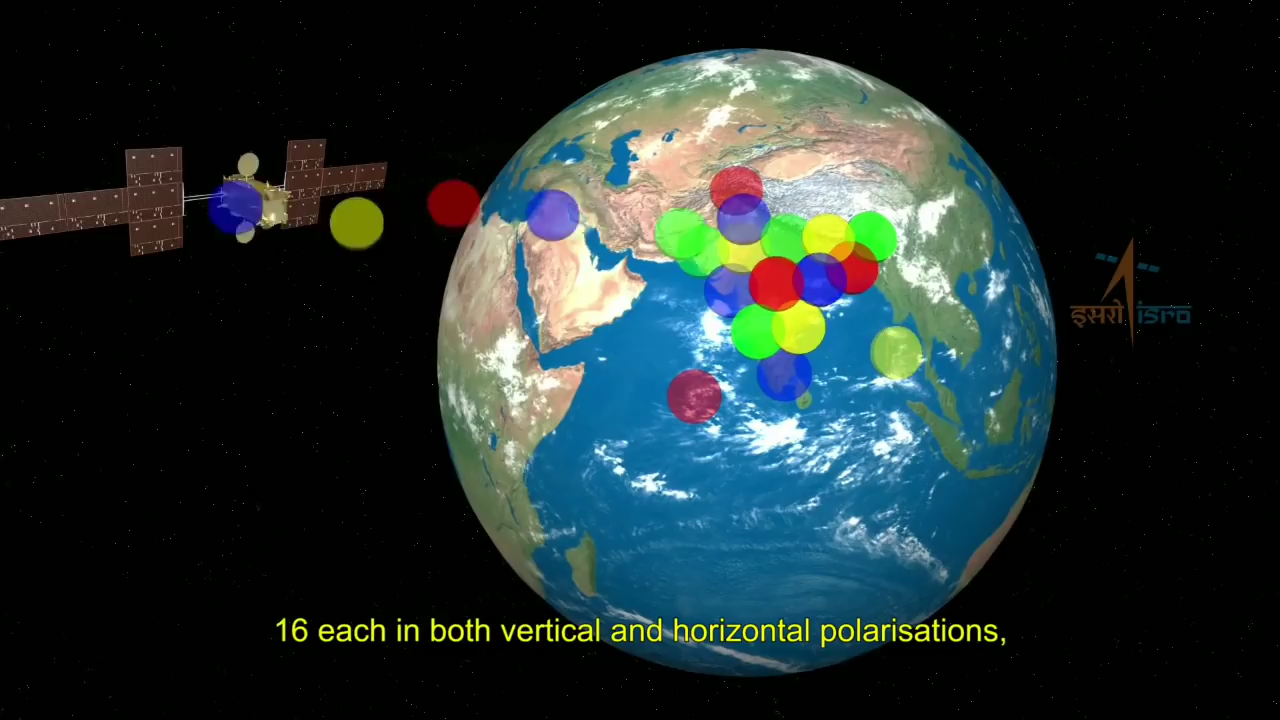 इसरो isro
16 each in both vertical and horizontal polarisations,